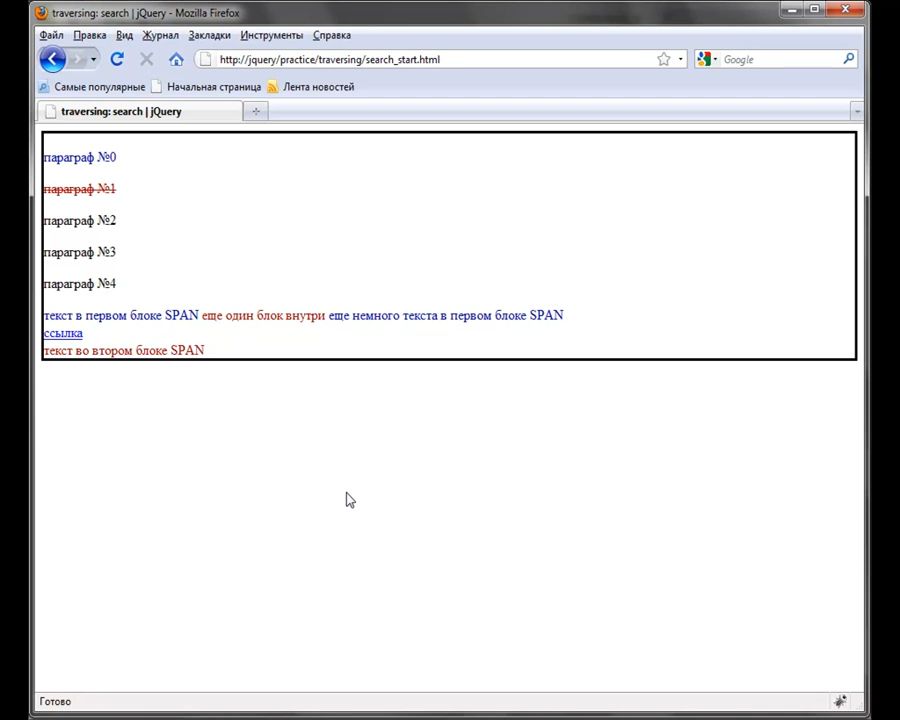 traversing: search | jQuery - Mozilla Firefox
Файл Правка Вид Журнал Закладки Инструменты Справка
http://jquery/practice/traversing/search_start.html Google
Самые популярные Начальная страница Лента новостей
traversing: search | jQuery
параграф №0
параграф №1
параграф №2
параграф №3
параграф №4
текст в первом блоке SPAN еще один блок внутри еще немного текста в первом блоке SPAN
ссылка
текст во втором блоке SPAN
Готово